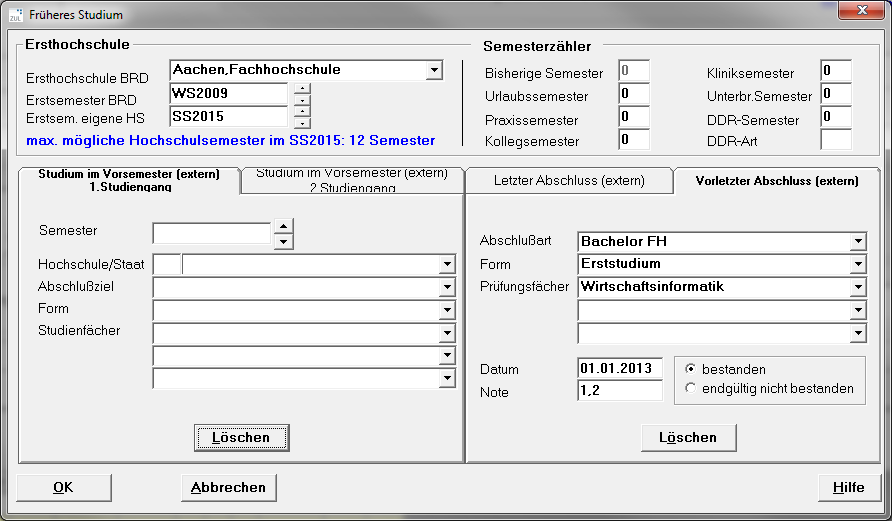 ZUL Früheres Studium
Ersthochschule
Ersthochschule BRD Aachen,Fachhochschule
Erstsemester BRD WS2009
Erstsem. eigene HS SS2015
max. mögliche Hochschulsemester im SS2015: 12 Semester
Semesterzähler
Bisherige Semester 0 Kliniksemester 0
Urlaubssemester 0 Unterbr.Semester 0
Praxissemester 0 DDR-Semester 0
Kollegsemester 0 DDR-Art
Studium im Vorsemester (extern)
1.Studiengang
Studium im Vorsemester (extern)
2.Studiengang
Letzter Abschluss (extern)
Vorletzter Abschluss (extern)
Semester
Hochschule/Staat
Abschlußziel
Form
Studienfächer
Löschen
Abschlußart Bachelor FH
Form Erststudium
Prüfungsfächer Wirtschaftsinformatik
Datum 01.01.2013
Note 1,2
bestanden
endgültig nicht bestanden
Löschen
OK Abbrechen Hilfe